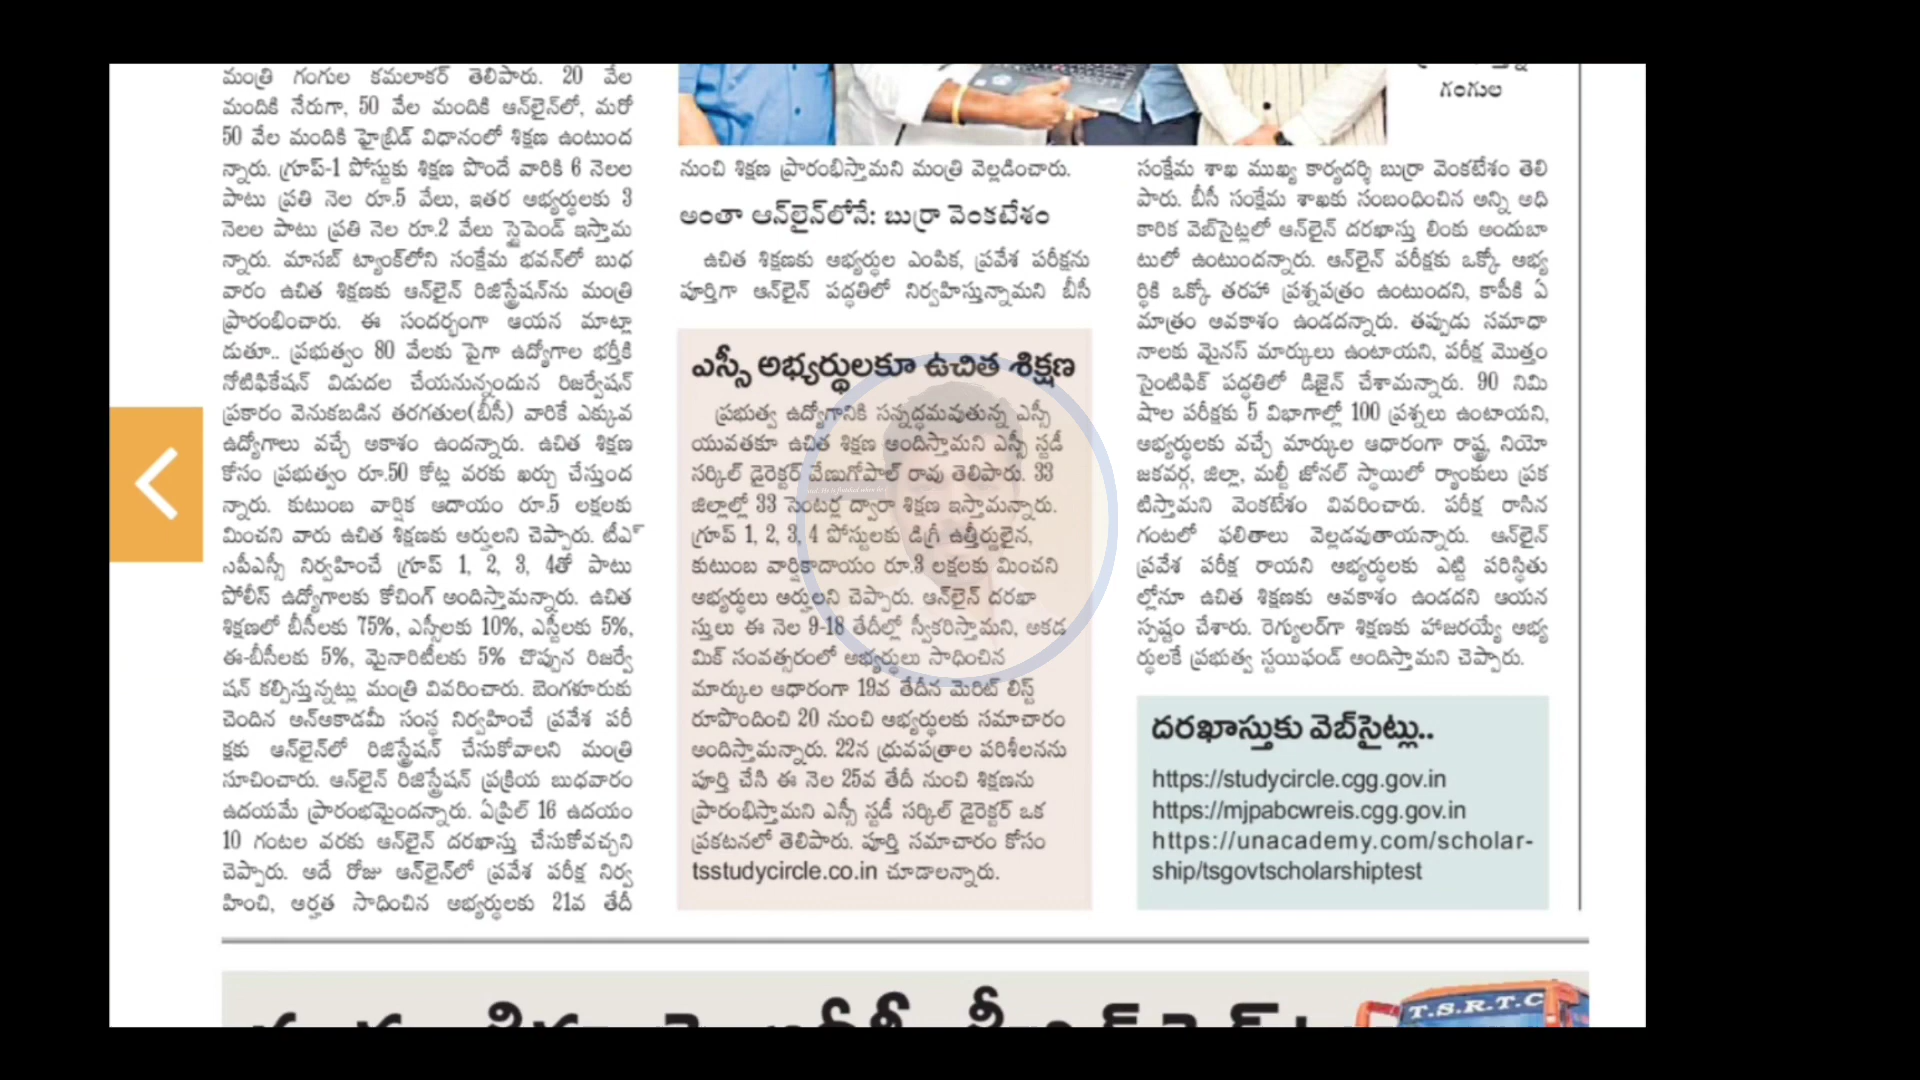 మంత్రి గంగుల కమలాకర్ తెలిపారు. 20 వేల
మందికి నేరుగా, 50 వేల మందికి ఆన్‌లైన్‌లో, మరో
50 వేల మందికి హైబ్రిడ్ విధానంలో శిక్షణ ఉంటుంద
న్నారు. గ్రూప్-1 పోస్టుకు శిక్షణ పొందే వారికి 6 నెలల
పాటు ప్రతి నెల రూ.5 వేలు, ఇతర అభ్యర్థులకు 3
నెలల పాటు ప్రతి నెల రూ.2 వేలు స్టైపెండ్ ఇస్తామ
న్నారు. మాసబ్ ట్యాంక్‌లోని సంక్షేమ భవన్‌లో బుధ
వారం ఉచిత శిక్షణకు ఆన్‌లైన్ రిజిస్ట్రేషన్‌ను మంత్రి
ప్రారంభించారు. ఈ సందర్భంగా ఆయన మాట్లా
డుతూ.. ప్రభుత్వం 80 వేలకు పైగా ఉద్యోగాల భర్తీకి
నోటిఫికేషన్ విడుదల చేయనున్నందున రిజర్వేషన్
ప్రకారం వెనుకబడిన తరగతుల(బీసీ) వారికే ఎక్కువ
ఉద్యోగాలు వచ్చే అకాశం ఉందన్నారు. ఉచిత శిక్షణ
కోసం ప్రభుత్వం రూ.50 కోట్ల వరకు ఖర్చు చేస్తుంద
న్నారు. కుటుంబ వార్షిక ఆదాయం రూ.5 లక్షలకు
మించని వారు ఉచిత శిక్షణకు అర్హులని చెప్పారు. టీఎ
సపీఎస్సీ నిర్వహించే గ్రూప్ 1, 2, 3, 4తో పాటు
పోలీస్ ఉద్యోగాలకు కోచింగ్ అందిస్తామన్నారు. ఉచిత
శిక్షణలో బీసీలకు 75%, ఎస్సీలకు 10%, ఎస్టీలకు 5%,
ఈ-బీసీలకు 5%, మైనారిటీలకు 5% చొప్పున రిజర్వే
షన్ కల్పిస్తున్నట్లు మంత్రి వివరించారు. బెంగళూరుకు
చెందిన అన్అకాడమీ సంస్థ నిర్వహించే ప్రవేశ పరీ
క్షకు ఆన్‌లైన్‌లో రిజిస్ట్రేషన్ చేసుకోవాలని మంత్రి
సూచించారు. ఆన్‌లైన్ రిజిస్ట్రేషన్ ప్రక్రియ బుధవారం
ఉదయమే ప్రారంభమైందన్నారు. ఏప్రిల్ 16 ఉదయం
10 గంటల వరకు ఆన్‌లైన్ దరఖాస్తు చేసుకోవచ్చని
చెప్పారు. అదే రోజు ఆన్‌లైన్‌లో ప్రవేశ పరీక్ష నిర్వ
హించి, అర్హత సాధించిన అభ్యర్థులకు 21వ తేదీ
నుంచి శిక్షణ ప్రారంభిస్తామని మంత్రి వెల్లడించారు.
అంతా ఆన్‌లైన్‌లోనే: బుర్రా వెంకటేశం
ఉచిత శిక్షణకు అభ్యర్థుల ఎంపిక, ప్రవేశ పరీక్షను
పూర్తిగా ఆన్‌లైన్ పద్ధతిలో నిర్వహిస్తున్నామని బీసీ
ఎస్సీ అభ్యర్థులకూ ఉచిత శిక్షణ
ప్రభుత్వ ఉద్యోగానికి సన్నద్ధమవుతున్న ఎస్సీ
యువతకూ ఉచిత శిక్షణ అందిస్తామని ఎస్సీ స్టడీ
సర్కిల్ డైరెక్టర్ వేణుగోపాల్ రావు తెలిపారు. 33
జిల్లాల్లో 33 సెంటర్ల ద్వారా శిక్షణ ఇస్తామన్నారు.
గ్రూప్ 1, 2, 3, 4 పోస్టులకు డిగ్రీ ఉత్తీర్ణులైన,
కుటుంబ వార్షికాదాయం రూ.3 లక్షలకు మించని
అభ్యర్థులు అర్హులని చెప్పారు. ఆన్‌లైన్ దరఖా
స్తులు ఈ నెల 9-18 తేదీల్లో స్వీకరిస్తామని, అకడ
మిక్ సంవత్సరంలో అభ్యర్థులు సాధించిన
మార్కుల ఆధారంగా 19వ తేదీన మెరిట్ లిస్ట్
రూపొందించి 20 నుంచి అభ్యర్థులకు సమాచారం
అందిస్తామన్నారు. 22న ధ్రువపత్రాల పరిశీలనను
పూర్తి చేసి ఈ నెల 25వ తేదీ నుంచి శిక్షణను
ప్రారంభిస్తామని ఎస్సీ స్టడీ సర్కిల్ డైరెక్టర్ ఒక
ప్రకటనలో తెలిపారు. పూర్తి సమాచారం కోసం
tsstudycircle.co.in చూడాలన్నారు.
గంగుల
సంక్షేమ శాఖ ముఖ్య కార్యదర్శి బుర్రా వెంకటేశం తెలి
పారు. బీసీ సంక్షేమ శాఖకు సంబంధించిన అన్ని అధి
కారిక వెబ్‌సైట్లలో ఆన్‌లైన్ దరఖాస్తు లింకు అందుబా
టులో ఉంటుందన్నారు. ఆన్‌లైన్ పరీక్షకు ఒక్కో అభ్య
ర్థికి ఒక్కో తరహా ప్రశ్నపత్రం ఉంటుందని, కాపీకి ఏ
మాత్రం అవకాశం ఉండదన్నారు. తప్పుడు సమాధా
నాలకు మైనస్ మార్కులు ఉంటాయని, పరీక్ష మొత్తం
సైంటిఫిక్ పద్ధతిలో డిజైన్ చేశామన్నారు. 90 నిమి
షాల పరీక్షకు 5 విభాగాల్లో 100 ప్రశ్నలు ఉంటాయని,
అభ్యర్థులకు వచ్చే మార్కుల ఆధారంగా రాష్ట్ర, నియో
జకవర్గ, జిల్లా, మల్టీ జోనల్ స్థాయిలో ర్యాంకులు ప్రక
టిస్తామని వెంకటేశం వివరించారు. పరీక్ష రాసిన
గంటలో ఫలితాలు వెల్లడవుతాయన్నారు. ఆన్‌లైన్
ప్రవేశ పరీక్ష రాయని అభ్యర్థులకు ఎట్టి పరిస్థితు
ల్లోనూ ఉచిత శిక్షణకు అవకాశం ఉండదని ఆయన
స్పష్టం చేశారు. రెగ్యులర్‌గా శిక్షణకు హాజరయ్యే అభ్య
ర్థులకే ప్రభుత్వ స్టయిఫండ్ అందిస్తామని చెప్పారు.
దరఖాస్తుకు వెబ్‌సైట్లు..
https://studycircle.cgg.gov.in
https://mjpabcwreis.cgg.gov.in
https://unacademy.com/scholar-
ship/tsgovtscholarshiptest
T.S.R.T.C